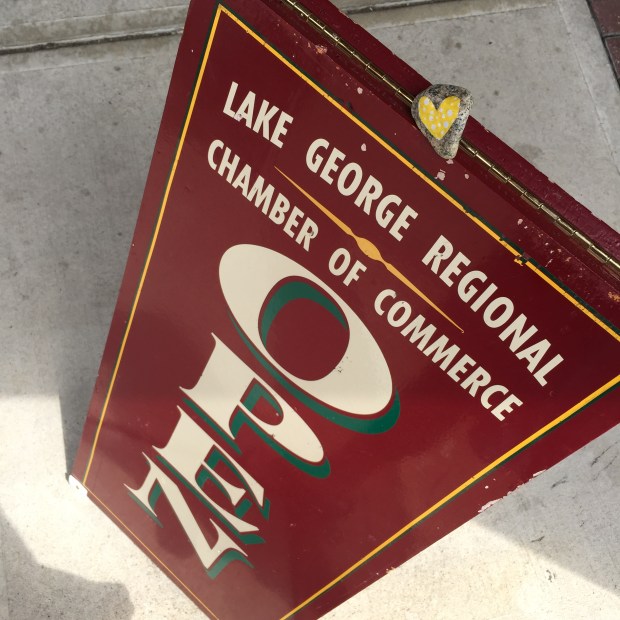 LAKE GEORGE REGIONAL
CHAMBER OF COMMERCE
OPEN